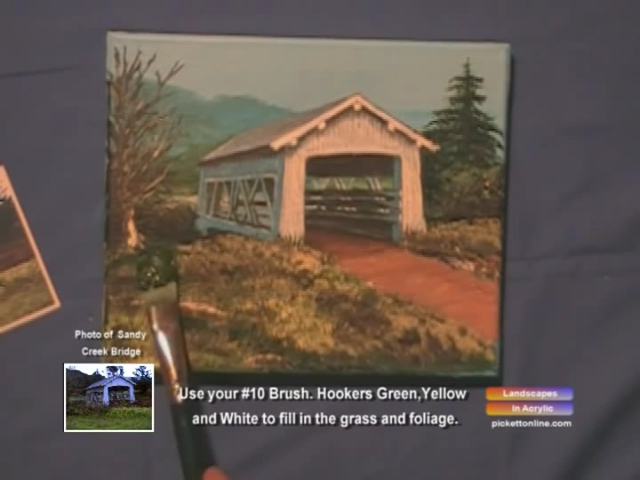 Photo of Sandy
Creek Bridge
Use your #10 Brush. Hookers Green,Yellow
and White to fill in the grass and foliage.
Landscapes
In Acrylic
pickettonline.com